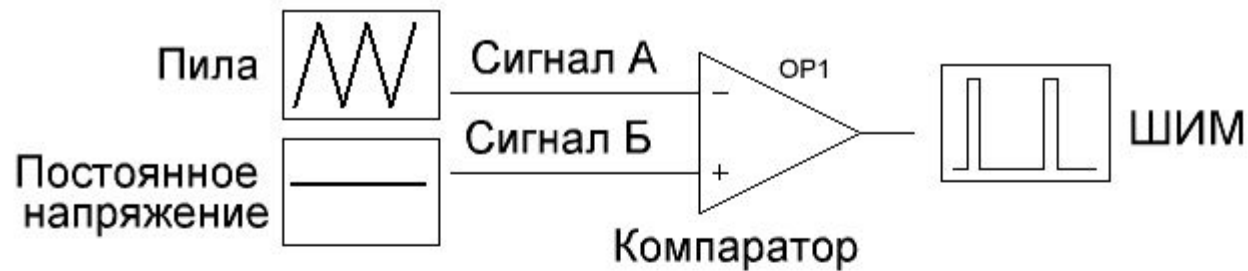 Пила
Сигнал А
OP1
−
Сигнал Б
+
ШИМ
Постоянное
напряжение
Компаратор